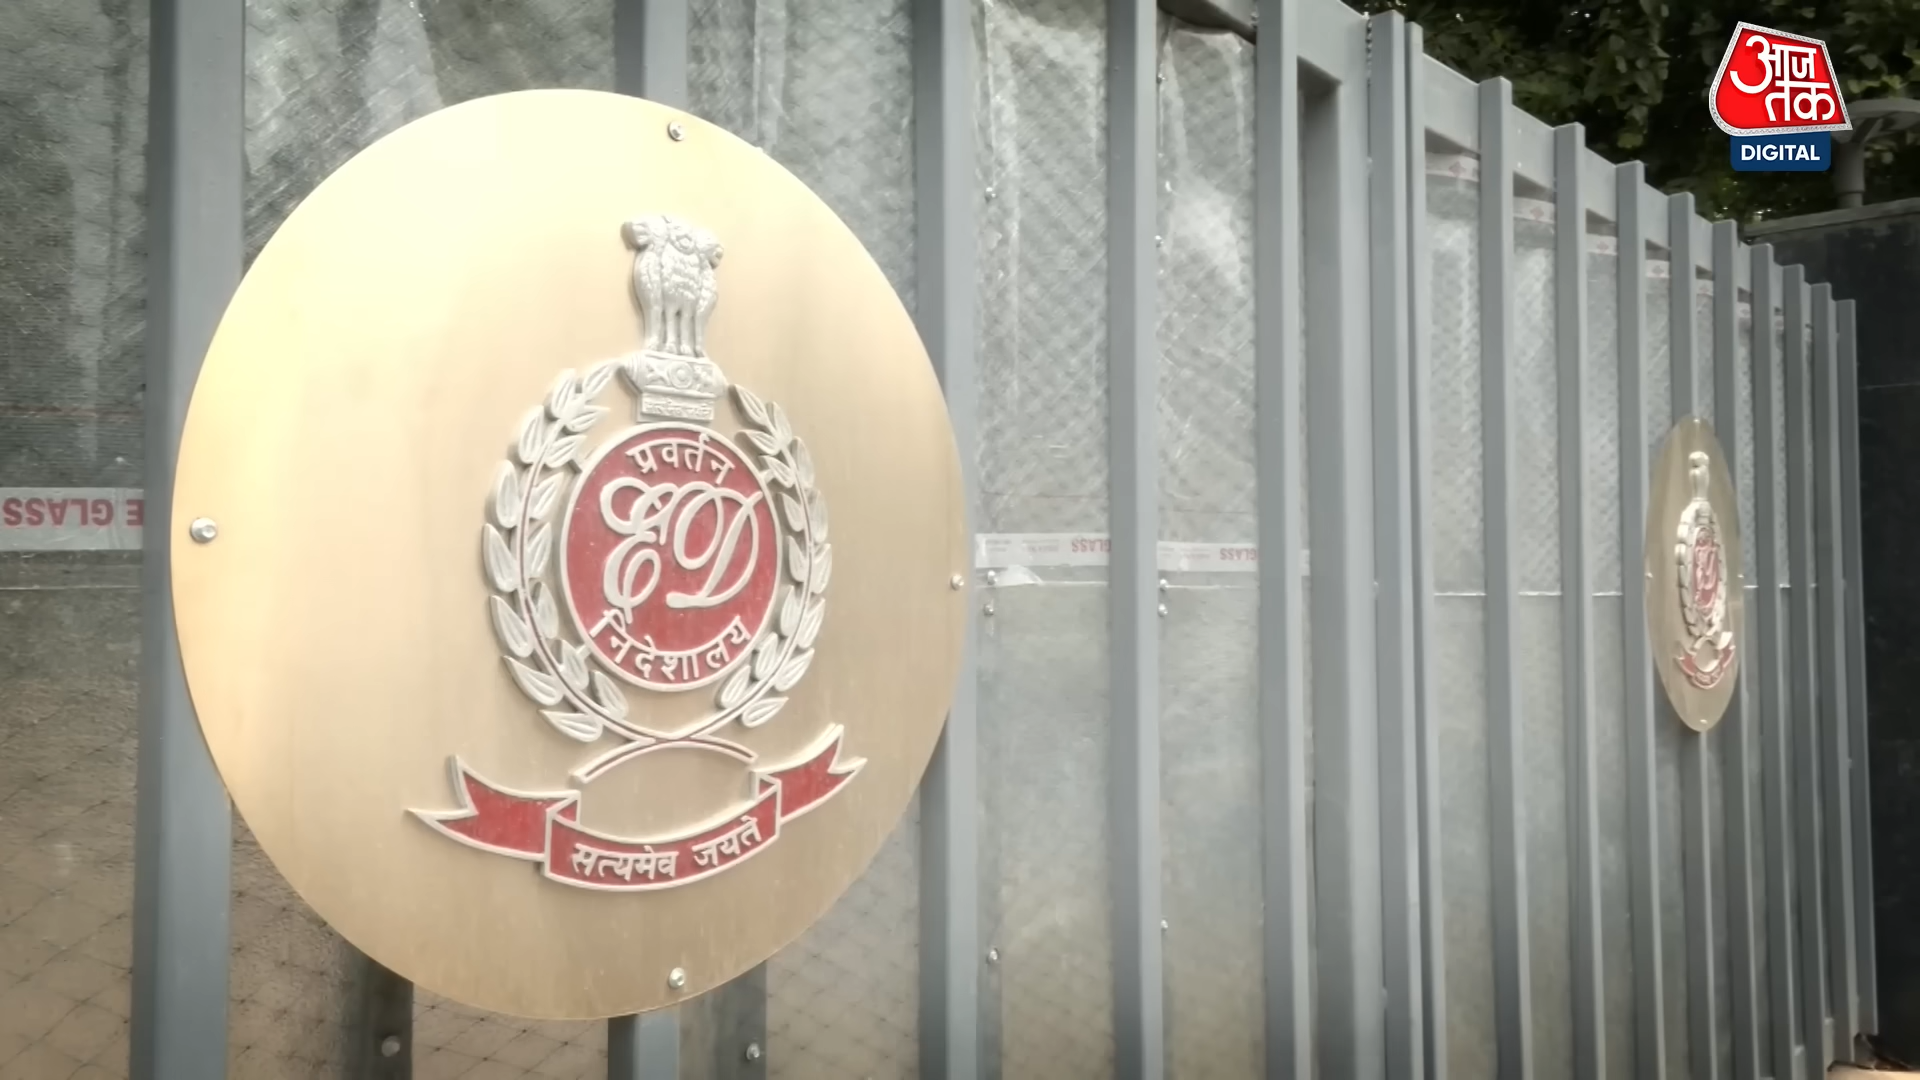 आज
तक
DIGITAL
प्रवर्तन
ED
निदेशालय
सत्यमेव जयते
E GLASS
GLASS
GLASS